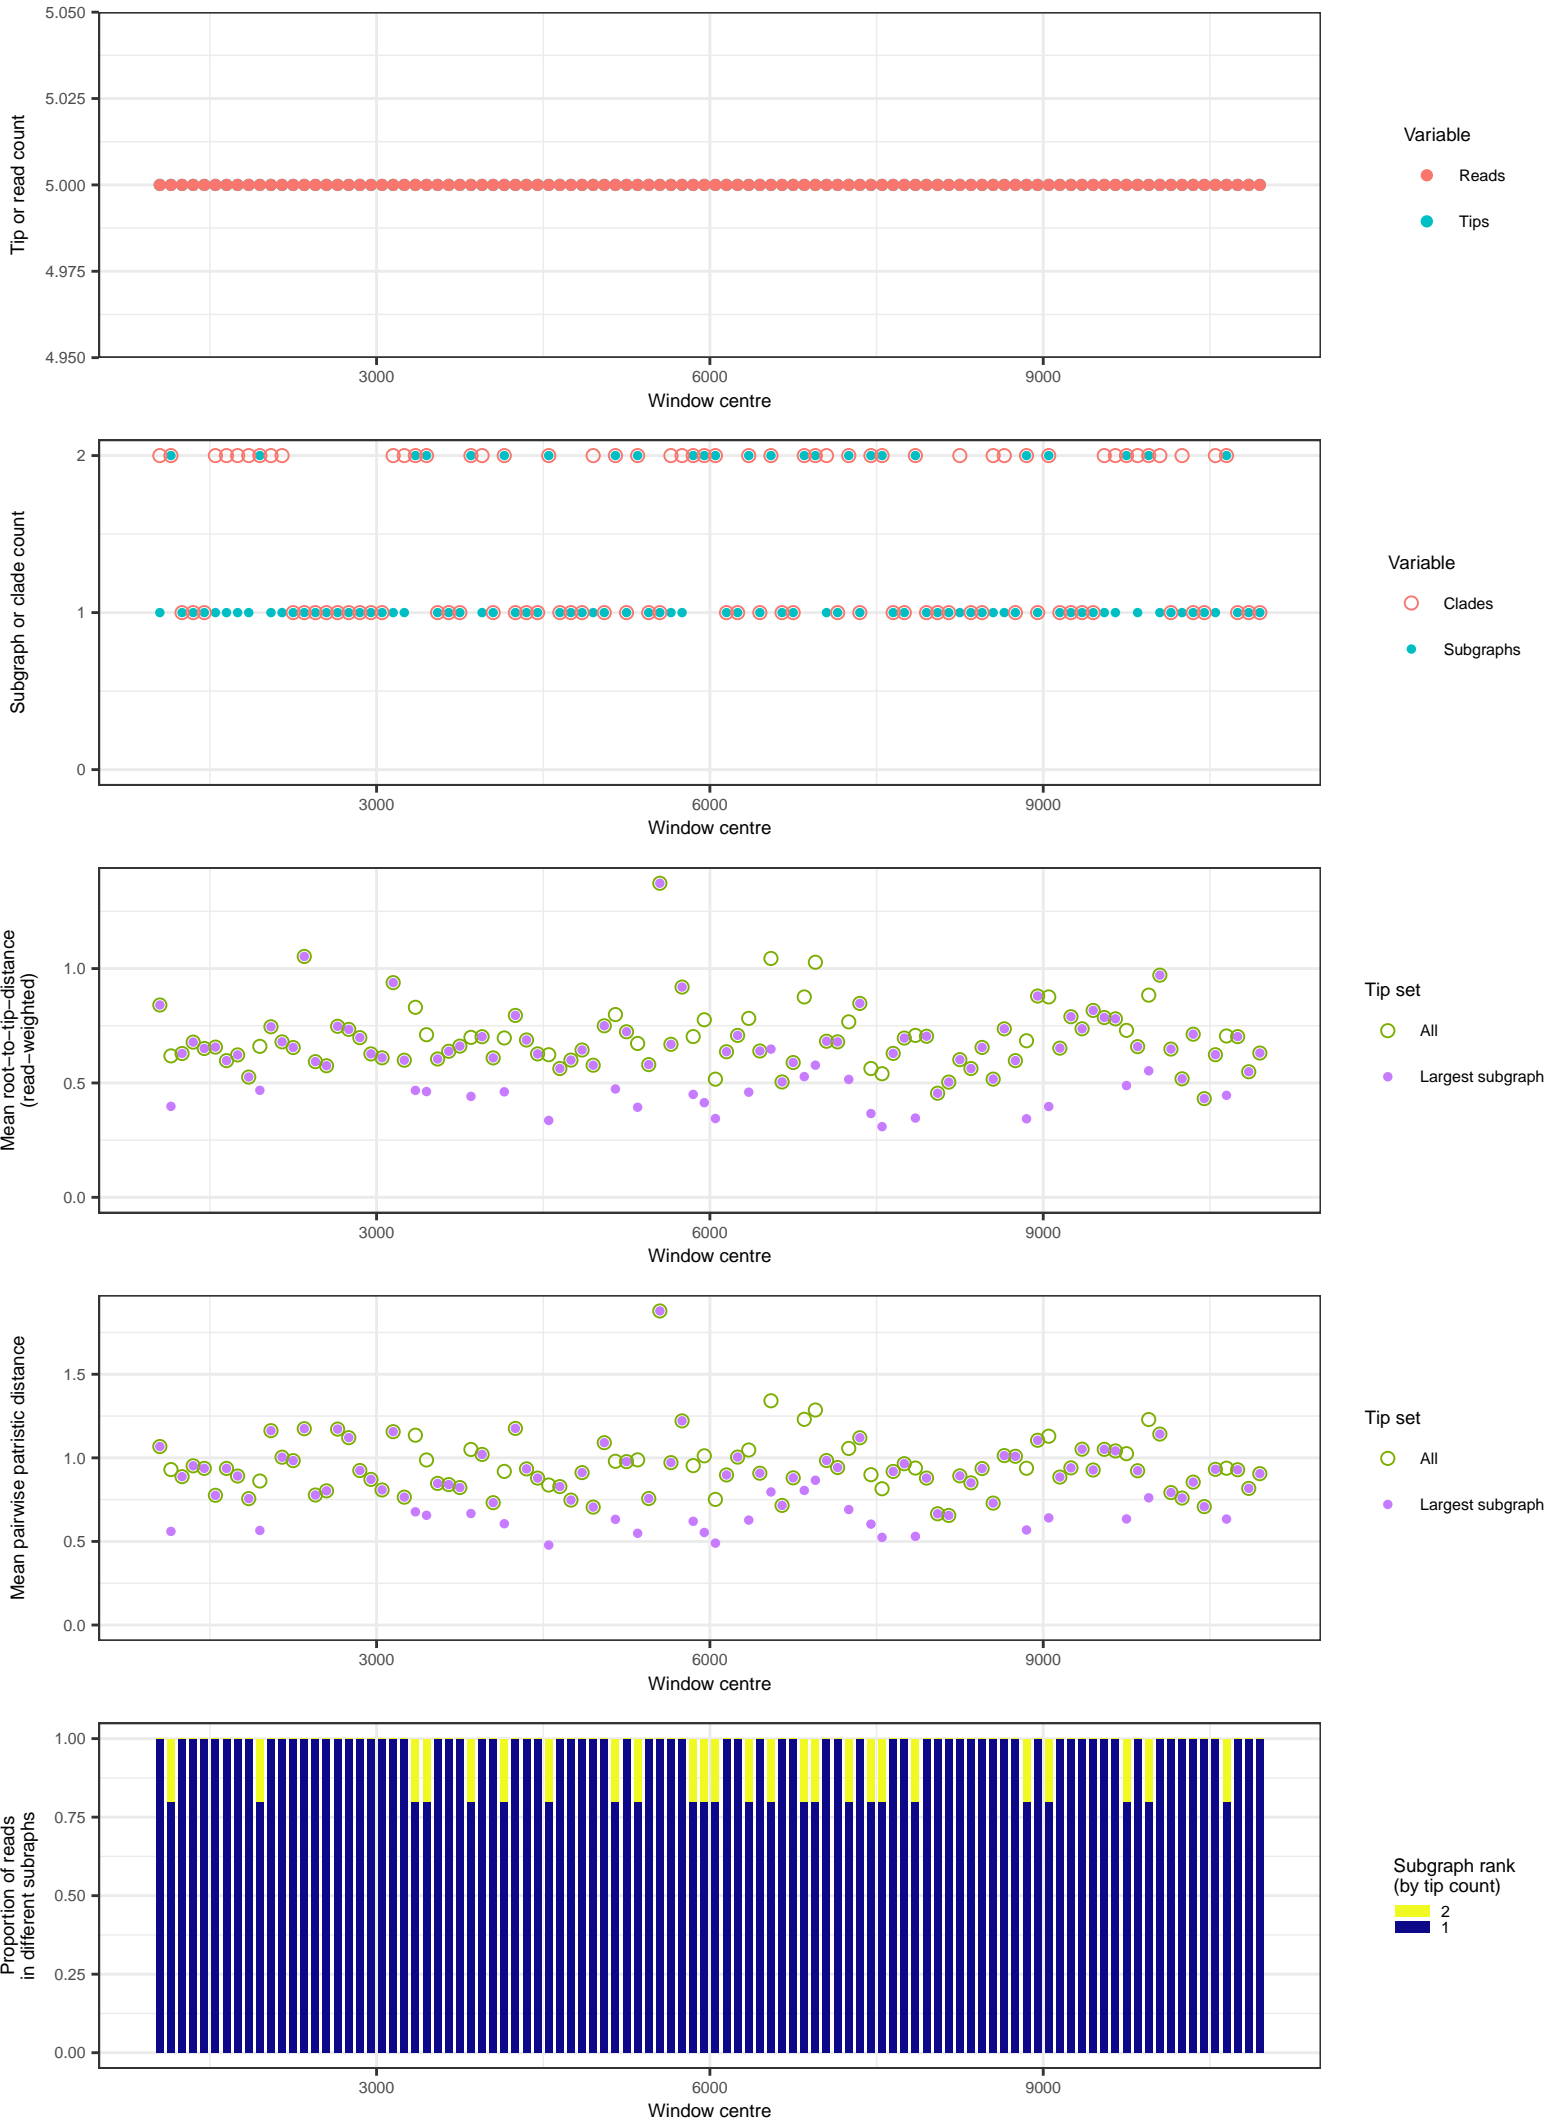 5.050
5.025
5.000
4.975
4.950
Tip or read count
3000
6000
9000
Window centre
Variable
Reads
Tips
2
1
0
Subgraph or clade count
3000
6000
9000
Window centre
Variable
Clades
Subgraphs
1.0
0.5
0.0
Mean root−to−tip−distance
(read−weighted)
3000
6000
9000
Window centre
Tip set
All
Largest subgraph
1.5
1.0
0.5
0.0
Mean pairwise patristic distance
3000
6000
9000
Window centre
Tip set
All
Largest subgraph
1.00
0.75
0.50
0.25
0.00
Proportion of reads
in different subraphs
3000
6000
9000
Window centre
Subgraph rank
(by tip count)
2
1